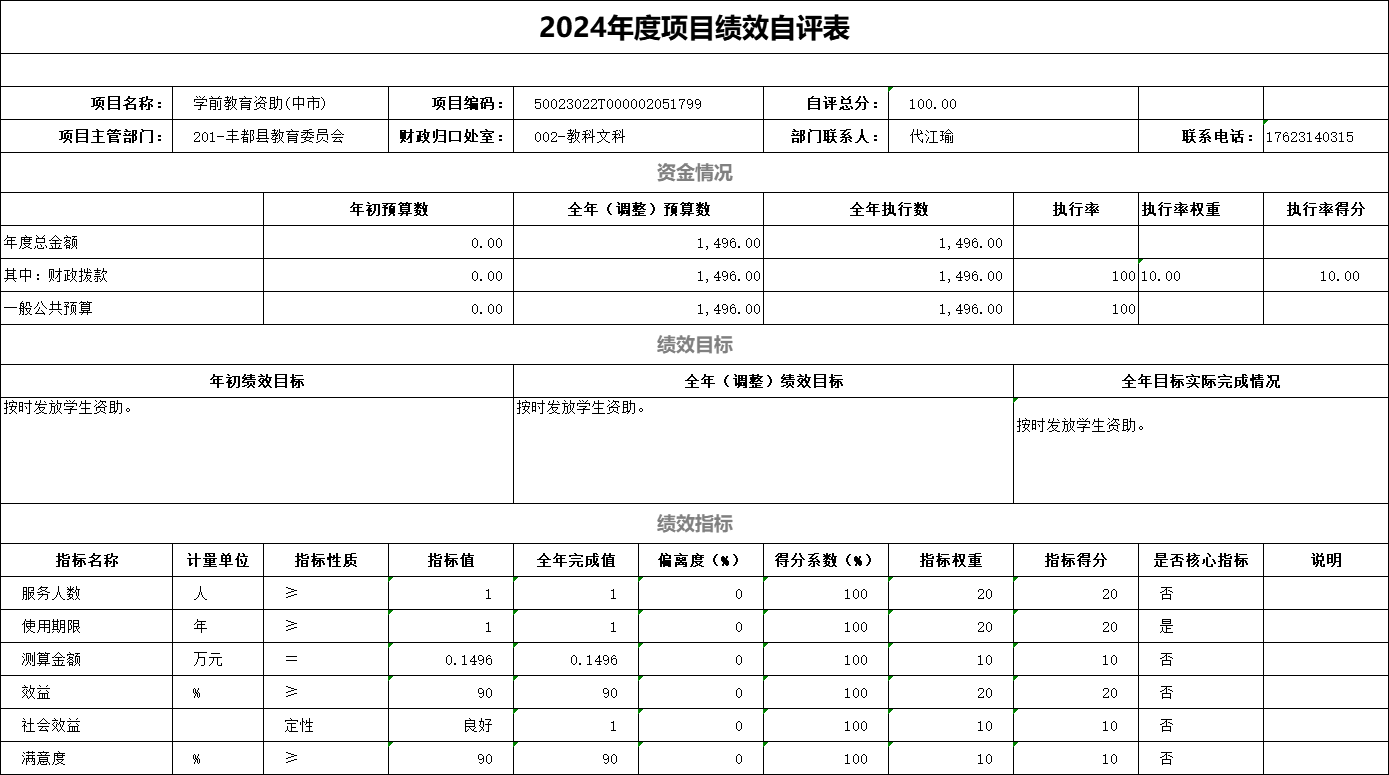 2024年度项目绩效自评表
项目名称： 学前教育资助(中市) 项目编码： 50023022T000002051799 自评总分： 100.00
项目主管部门： 201-丰都县教育委员会 财政归口处室： 002-教科文科 部门联系人： 代江瑜 联系电话： 17623140315
资金情况
年初预算数 全年（调整）预算数 全年执行数 执行率 执行率权重 执行率得分
年度总金额 0.00 1,496.00 1,496.00
其中：财政拨款 0.00 1,496.00 1,496.00 100 10.00 10.00
一般公共预算 0.00 1,496.00 1,496.00 100
绩效目标
年初绩效目标 全年（调整）绩效目标 全年目标实际完成情况
按时发放学生资助。 按时发放学生资助。 按时发放学生资助。
绩效指标
指标名称 计量单位 指标性质 指标值 全年完成值 偏离度（%） 得分系数（%） 指标权重 指标得分 是否核心指标 说明
服务人数 人 ≥ 1 1 0 100 20 20 否
使用期限 年 ≥ 1 1 0 100 20 20 是
测算金额 万元 ＝ 0.1496 0.1496 0 100 10 10 否
效益 % ≥ 90 90 0 100 20 20 否
社会效益 定性 良好 1 0 100 10 10 否
满意度 % ≥ 90 90 0 100 10 10 否